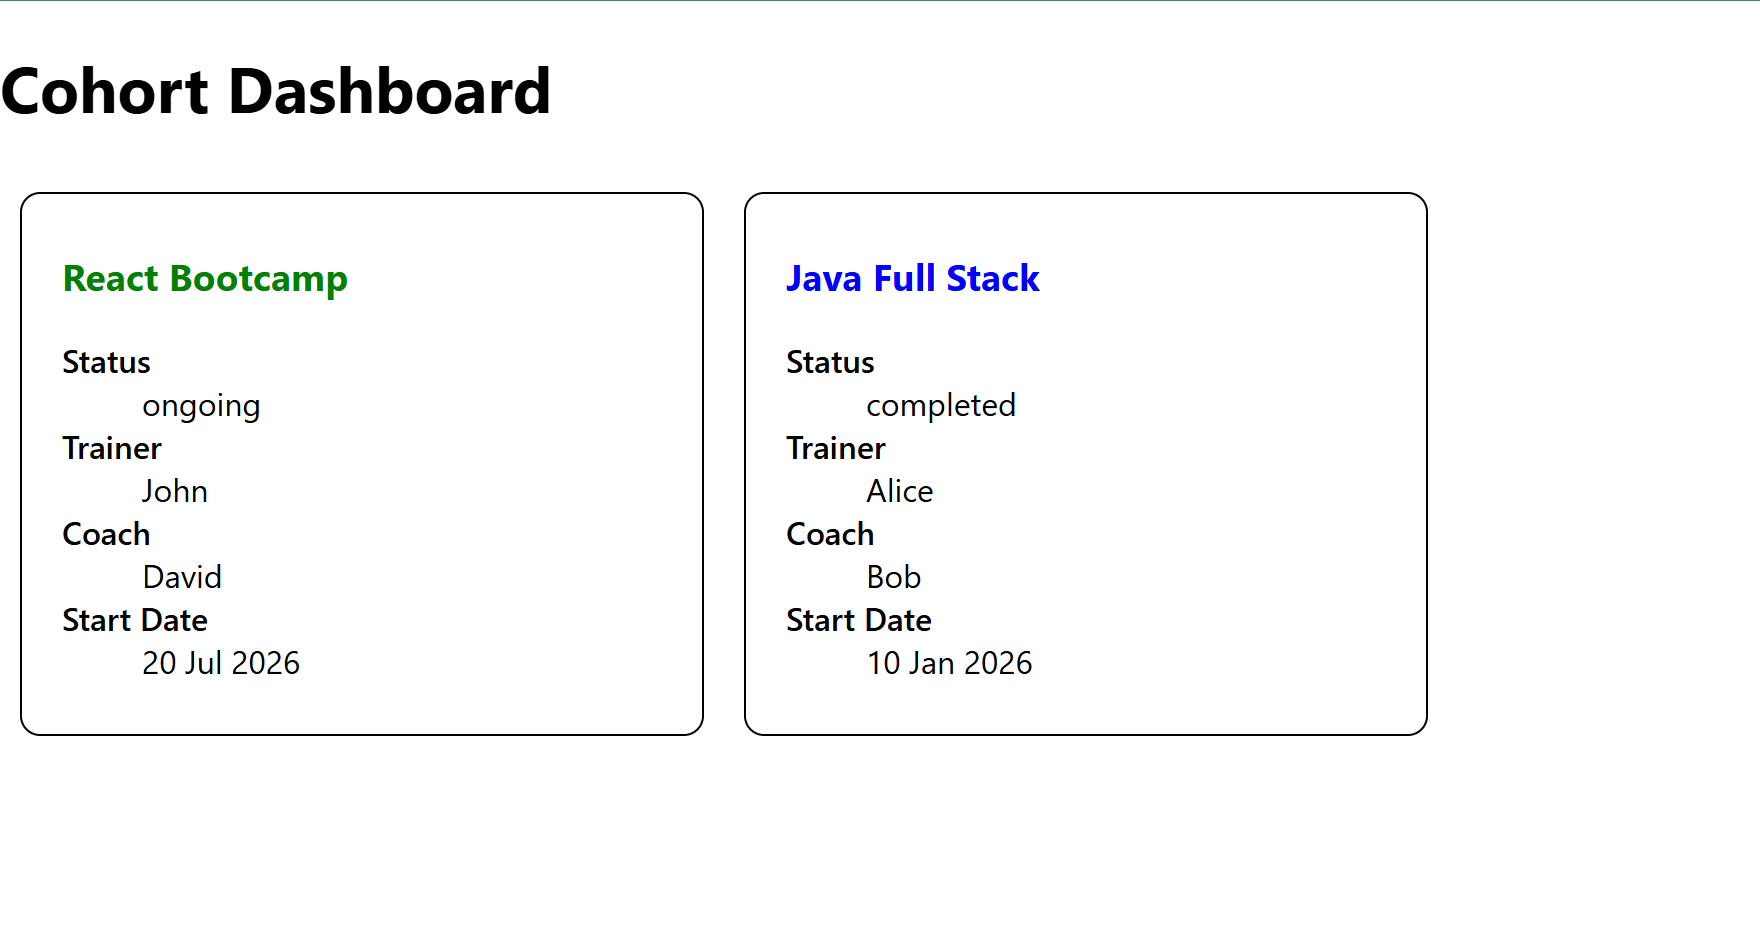 Cohort Dashboard
React Bootcamp
Status
ongoing
Trainer
John
Coach
David
Start Date
20 Jul 2026
Java Full Stack
Status
completed
Trainer
Alice
Coach
Bob
Start Date
10 Jan 2026